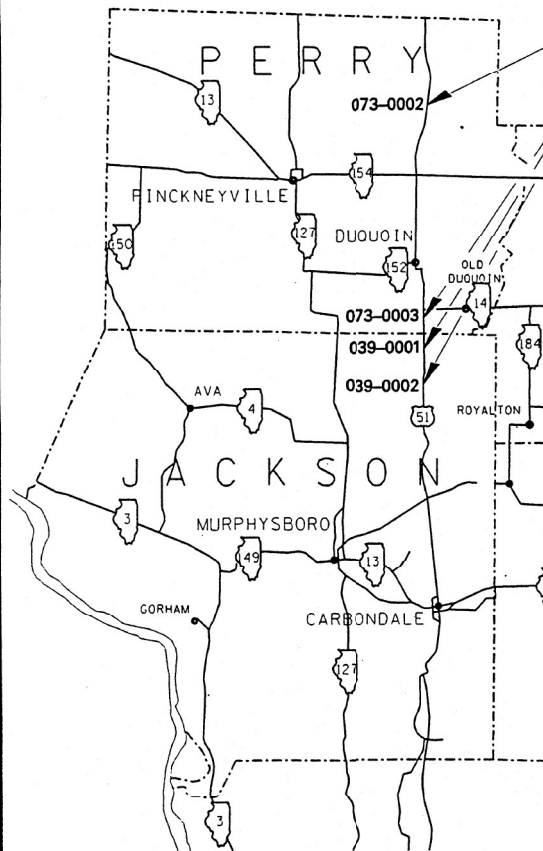 PERRY
13
073-0002
154
PINCKNEYVILLE
127
DUQUOIN
150
152
OLD
DUQUOIN
14
073-0003
039-0001
184
039-0002
AVA
4
51
ROYALTON
JACKSON
3
MURPHYSBORO
149
13
GORHAM
CARBONDALE
127
3